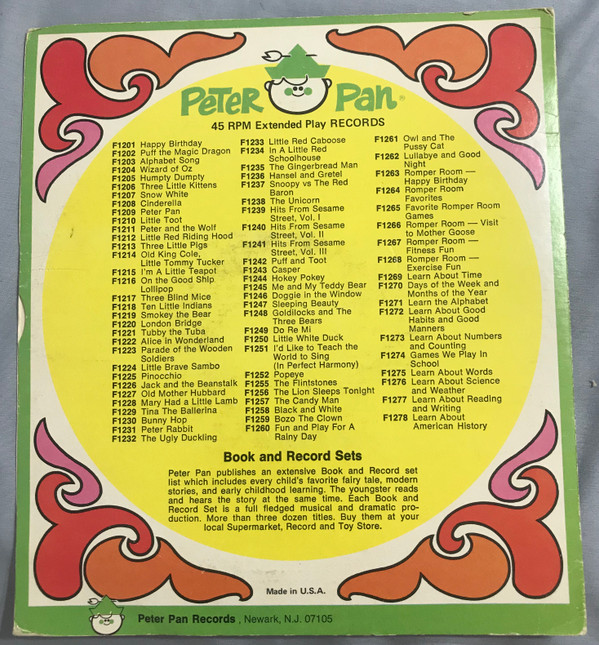 Peter Pan®
45 RPM Extended Play RECORDS
F1201 Happy Birthday
F1202 Puff the Magic Dragon
F1203 Alphabet Song
F1204 Wizard of Oz
F1205 Humpty Dumpty
F1206 Three Little Kittens
F1207 Snow White
F1208 Cinderella
F1209 Peter Pan
F1210 Little Toot
F1211 Peter and the Wolf
F1212 Little Red Riding Hood
F1213 Three Little Pigs
F1214 Old King Cole,
Little Tommy Tucker
F1215 I'm A Little Teapot
F1216 On the Good Ship
Lollipop
F1217 Three Blind Mice
F1218 Ten Little Indians
F1219 Smokey the Bear
F1220 London Bridge
F1221 Tubby the Tuba
F1222 Alice in Wonderland
F1223 Parade of the Wooden
Soldiers
F1224 Little Brave Sambo
F1225 Pinocchio
F1226 Jack and the Beanstalk
F1227 Old Mother Hubbard
F1228 Mary Had a Little Lamb
F1229 Tina The Ballerina
F1230 Bunny Hop
F1231 Peter Rabbit
F1232 The Ugly Duckling
F1233 Little Red Caboose
F1234 In A Little Red
Schoolhouse
F1235 The Gingerbread Man
F1236 Hansel and Gretel
F1237 Snoopy vs The Red
Baron
F1238 The Unicorn
F1239 Hits From Sesame
Street, Vol. I
F1240 Hits From Sesame
Street, Vol. II
F1241 Hits From Sesame
Street, Vol. III
F1242 Puff and Toot
F1243 Casper
F1244 Hokey Pokey
F1245 Me and My Teddy Bear
F1246 Doggie in the Window
F1247 Sleeping Beauty
F1248 Goldilocks and The
Three Bears
F1249 Do Re Mi
F1250 Little White Duck
F1251 I'd Like to Teach the
World to Sing
(In Perfect Harmony)
F1252 Popeye
F1255 The Flintstones
F1256 The Lion Sleeps Tonight
F1257 The Candy Man
F1258 Black and White
F1259 Bozo The Clown
F1260 Fun and Play For A
Rainy Day
F1261 Owl and The
Pussy Cat
F1262 Lullabye and Good
Night
F1263 Romper Room —
Happy Birthday
F1264 Romper Room
Favorites
F1265 Favorite Romper Room
Games
F1266 Romper Room — Visit
to Mother Goose
F1267 Romper Room —
Fitness Fun
F1268 Romper Room —
Exercise Fun
F1269 Learn About Time
F1270 Days of the Week and
Months of the Year
F1271 Learn the Alphabet
F1272 Learn About Good
Habits and Good
Manners
F1273 Learn About Numbers
and Counting
F1274 Games We Play In
School
F1275 Learn About Words
F1276 Learn About Science
and Weather
F1277 Learn About Reading
and Writing
F1278 Learn About
American History
Book and Record Sets
Peter Pan publishes an extensive Book and Record set
list which includes every child's favorite fairy tale, modern
stories, and early childhood learning. The youngster reads
and hears the story at the same time. Each Book and
Record Set is a full fledged musical and dramatic pro-
duction. More than three dozen titles. Buy them at your
local Supermarket, Record and Toy Store.
Made in U.S.A.
Peter Pan Records , Newark, N.J. 07105